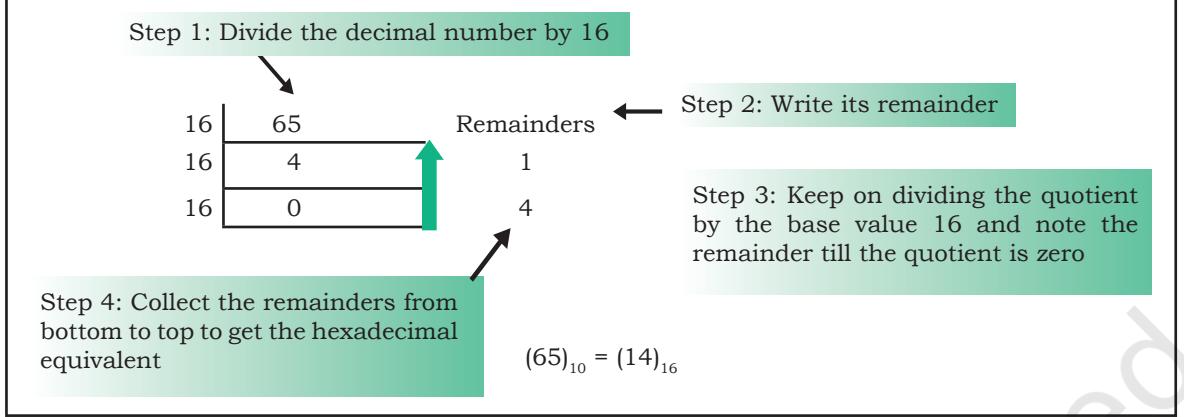 Step 1: Divide the decimal number by 16
Step 2: Write its remainder
16 65 Remainders
16 4 1
16 0 4
Step 3: Keep on dividing the quotient
by the base value 16 and note the
remainder till the quotient is zero
Step 4: Collect the remainders from
bottom to top to get the hexadecimal
equivalent
(65)₁₀ = (14)₁₆